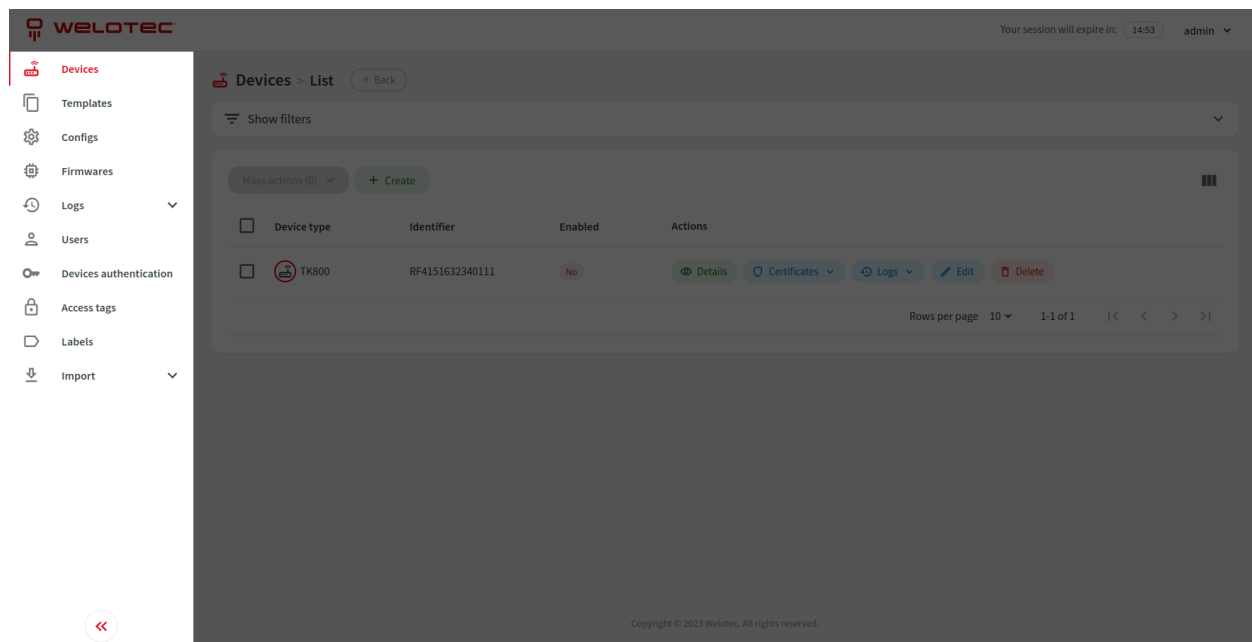 WELOTEC
Your session will expire in: 14:53 admin
Devices
Templates
Configs
Firmwares
Logs
Users
Devices authentication
Access tags
Labels
Import
Devices > List < Back
Show filters
Mass actions (0) + Create
Device type Identifier Enabled Actions
TK800 RF4151632340111 No Details Certificates Logs Edit Delete
Rows per page 10 1-1 of 1
Copyright © 2023 Welotec. All rights reserved.